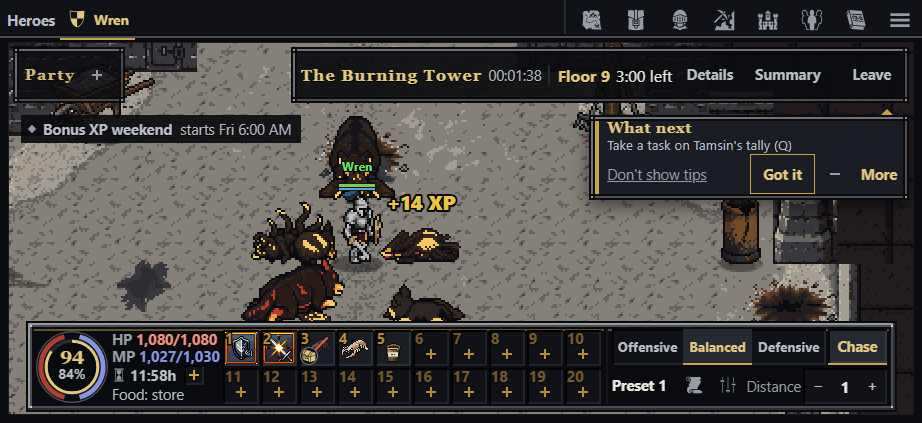 Heroes Wren
Party +
The Burning Tower 00:01:38 Floor 9 3:00 left Details Summary Leave
Bonus XP weekend starts Fri 6:00 AM
What next
Take a task on Tamsin's tally (Q)
Don't show tips Got it − More
Wren
+14 XP
94
84%
HP 1,080/1,080
MP 1,027/1,030
11:58h +
Food: store
1 2 3 4 5 6 7 8 9 10
+ + + + +
11 12 13 14 15 16 17 18 19 20
+ + + + + + + + + +
Offensive Balanced Defensive Chase
Preset 1 Distance − 1 +